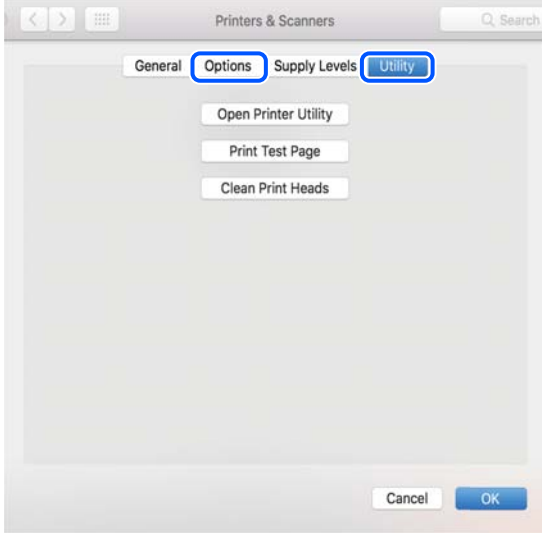 Printers & Scanners
Search
General Options Supply Levels Utility
Open Printer Utility
Print Test Page
Clean Print Heads
Cancel OK